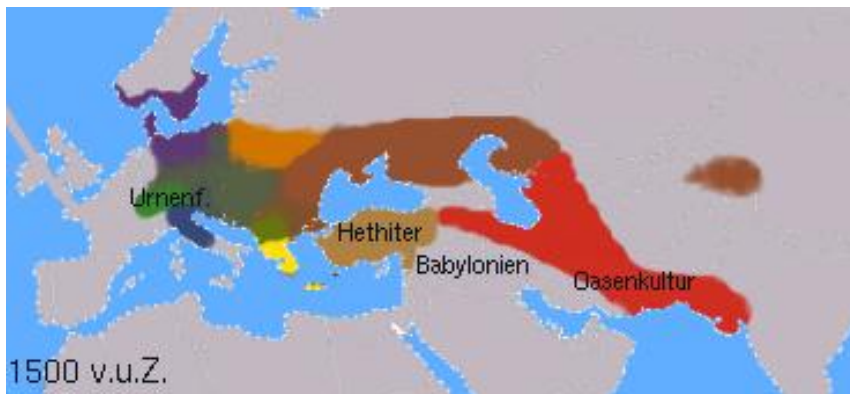 Urnenf.
Hethiter
Babylonien
Oasenkultur
1500 v.u.Z.